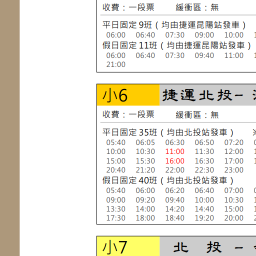 收費：一段票 緩衝區：無
平日固定 9班（均由捷運昆陽站發車）
06:00 06:40 07:30 09:00 10:00
假日固定 11班（均由捷運昆陽站發車）
06:00 06:40 07:30 09:00 10:00
21:00
小6 捷運北投-
收費：一段票 緩衝區：無
平日固定 35班（均由北投站發車）
05:40 06:05 06:30 06:50 07:20
10:00 10:30 11:00 11:30 12:00
15:00 15:30 16:00 16:30 17:00
20:40 21:20 22:00 22:30 23:00
假日固定 40班（均由北投站發車）
05:40 06:00 06:20 06:40 07:00
09:00 09:20 09:40 10:00 10:30
13:30 14:00 14:20 14:40 15:00
17:30 18:00 18:40 19:20 20:00
小7 北 投 -